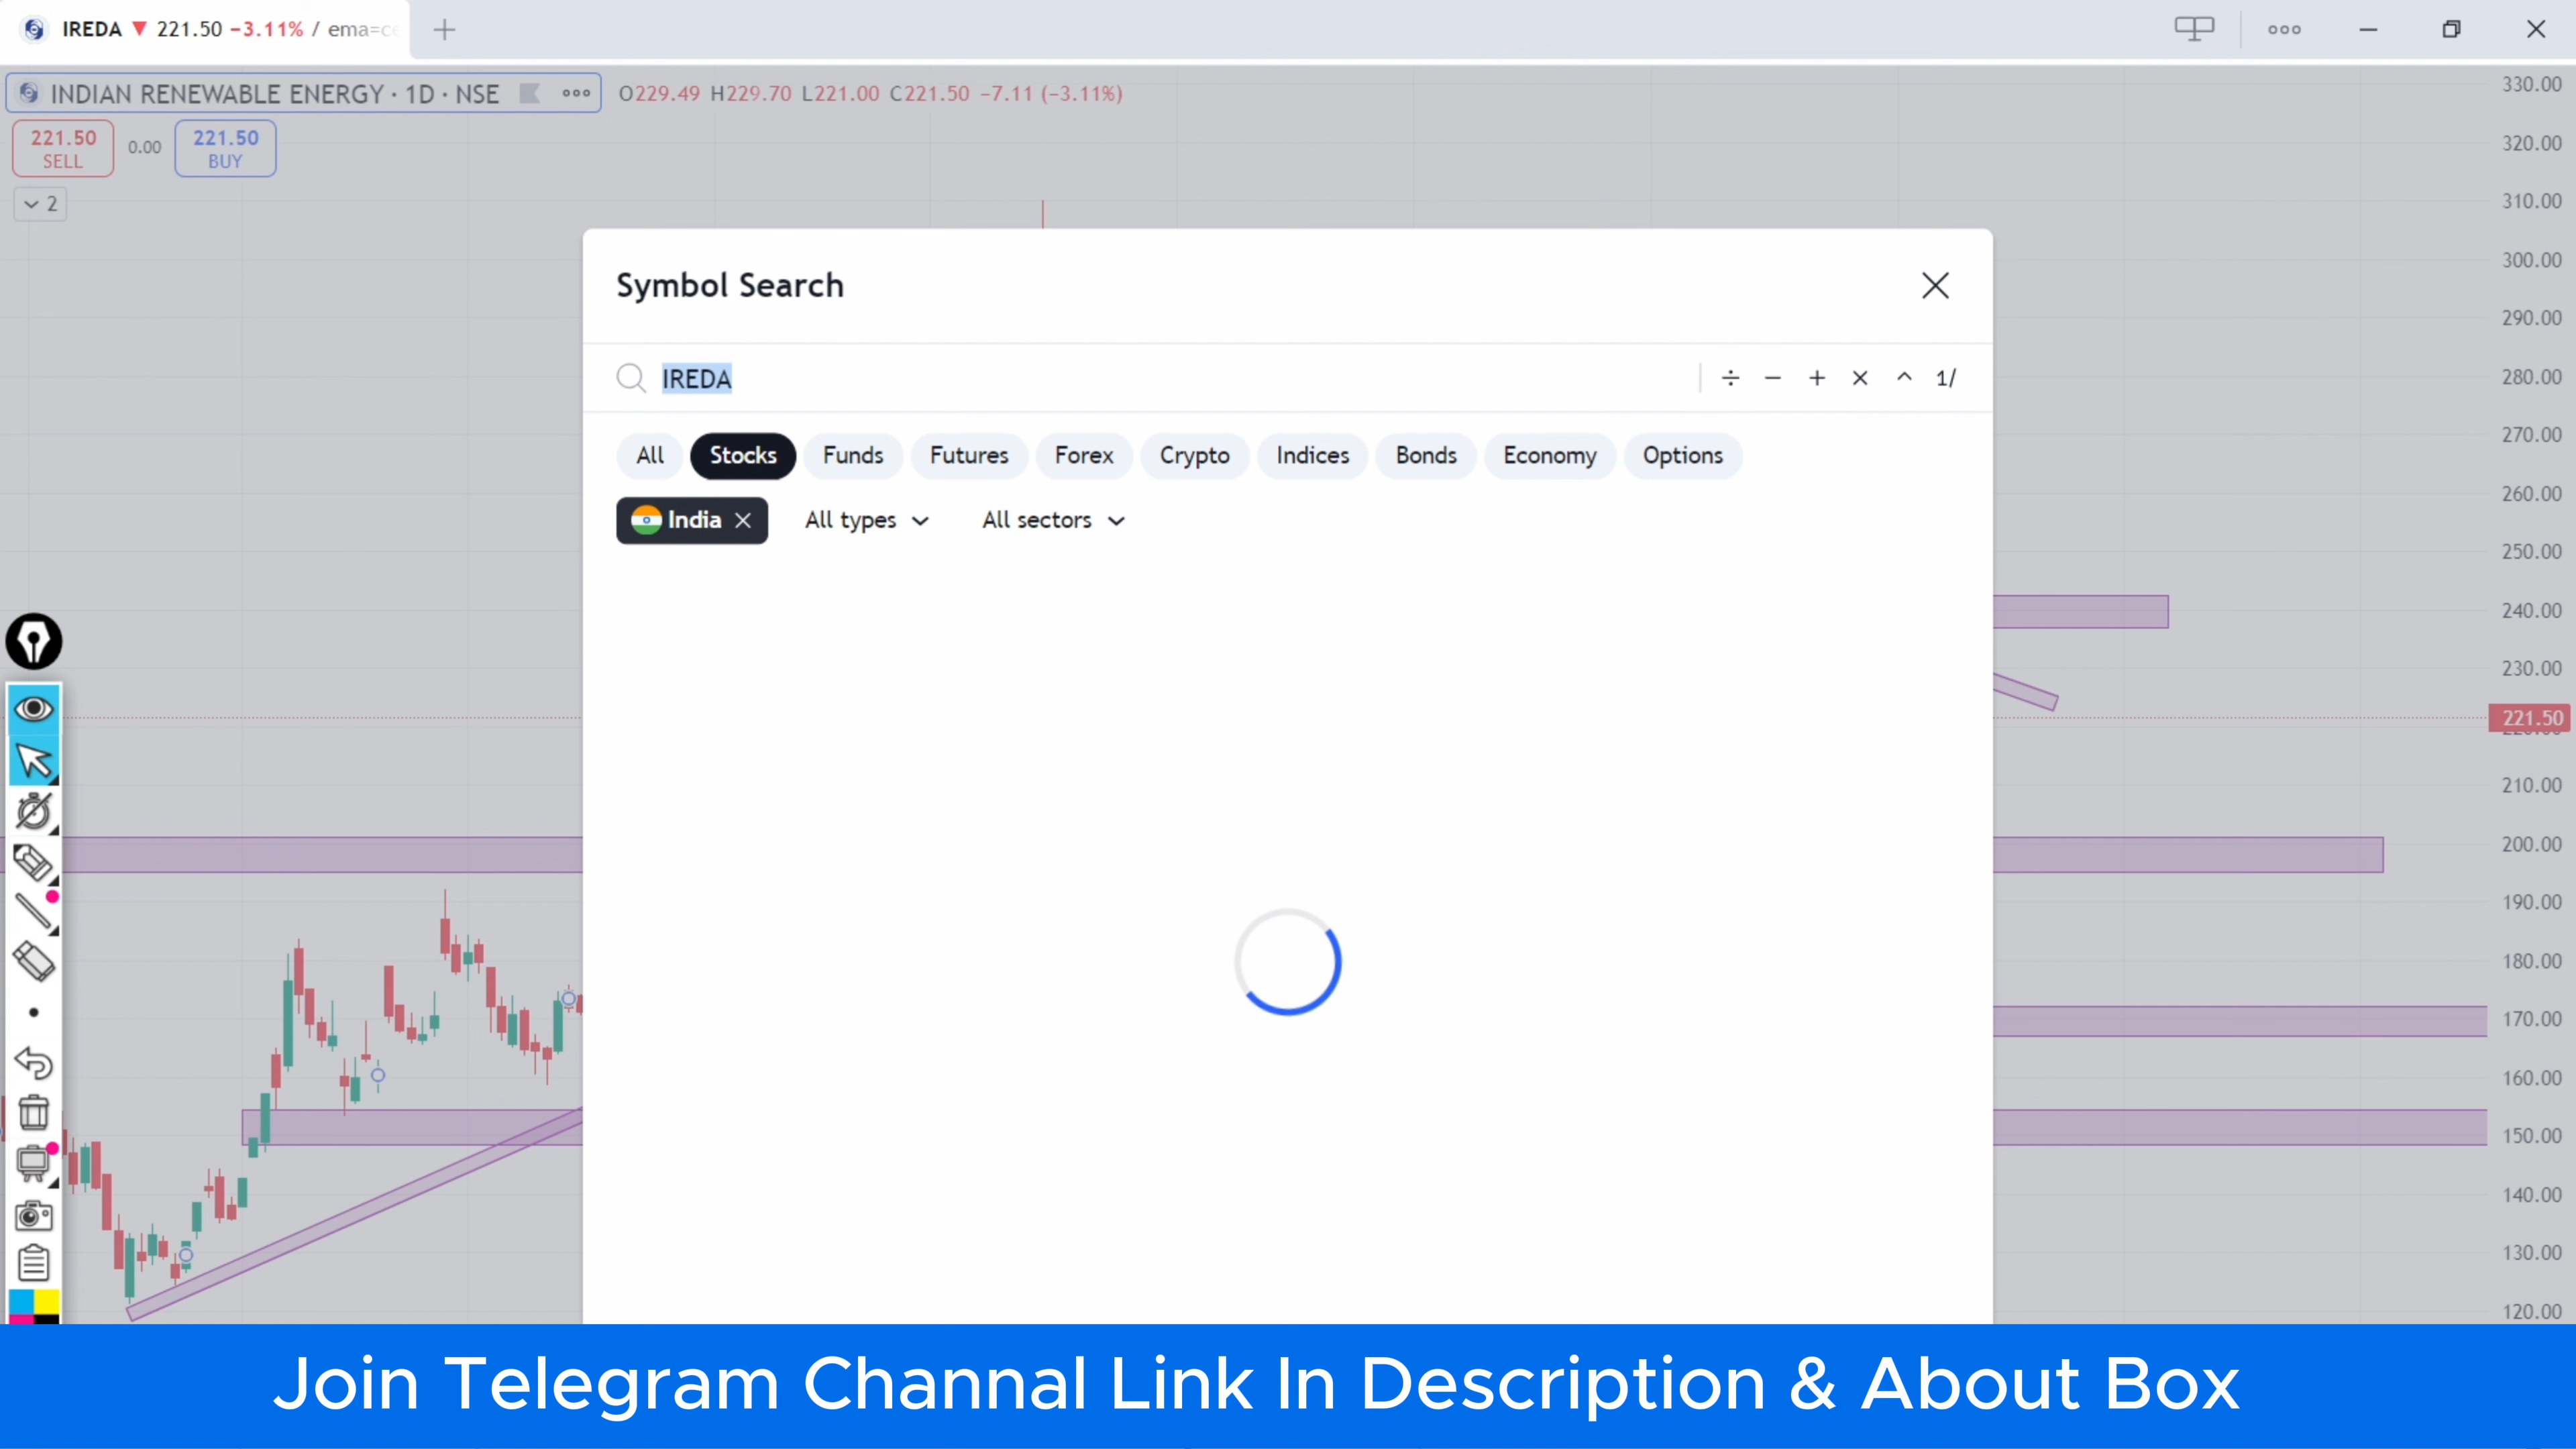 IREDA ▼ 221.50 −3.11% / ema=c
INDIAN RENEWABLE ENERGY · 1D · NSE
O229.49 H229.70 L221.00 C221.50 −7.11 (−3.11%)
221.50
SELL
0.00
221.50
BUY
2
Symbol Search
IREDA
÷ − + × ^ 1/
All
Stocks
Funds
Futures
Forex
Crypto
Indices
Bonds
Economy
Options
India
All types
All sectors
330.00
320.00
310.00
300.00
290.00
280.00
270.00
260.00
250.00
240.00
230.00
221.50
210.00
200.00
190.00
180.00
170.00
160.00
150.00
140.00
130.00
120.00
Join Telegram Channal Link In Description & About Box